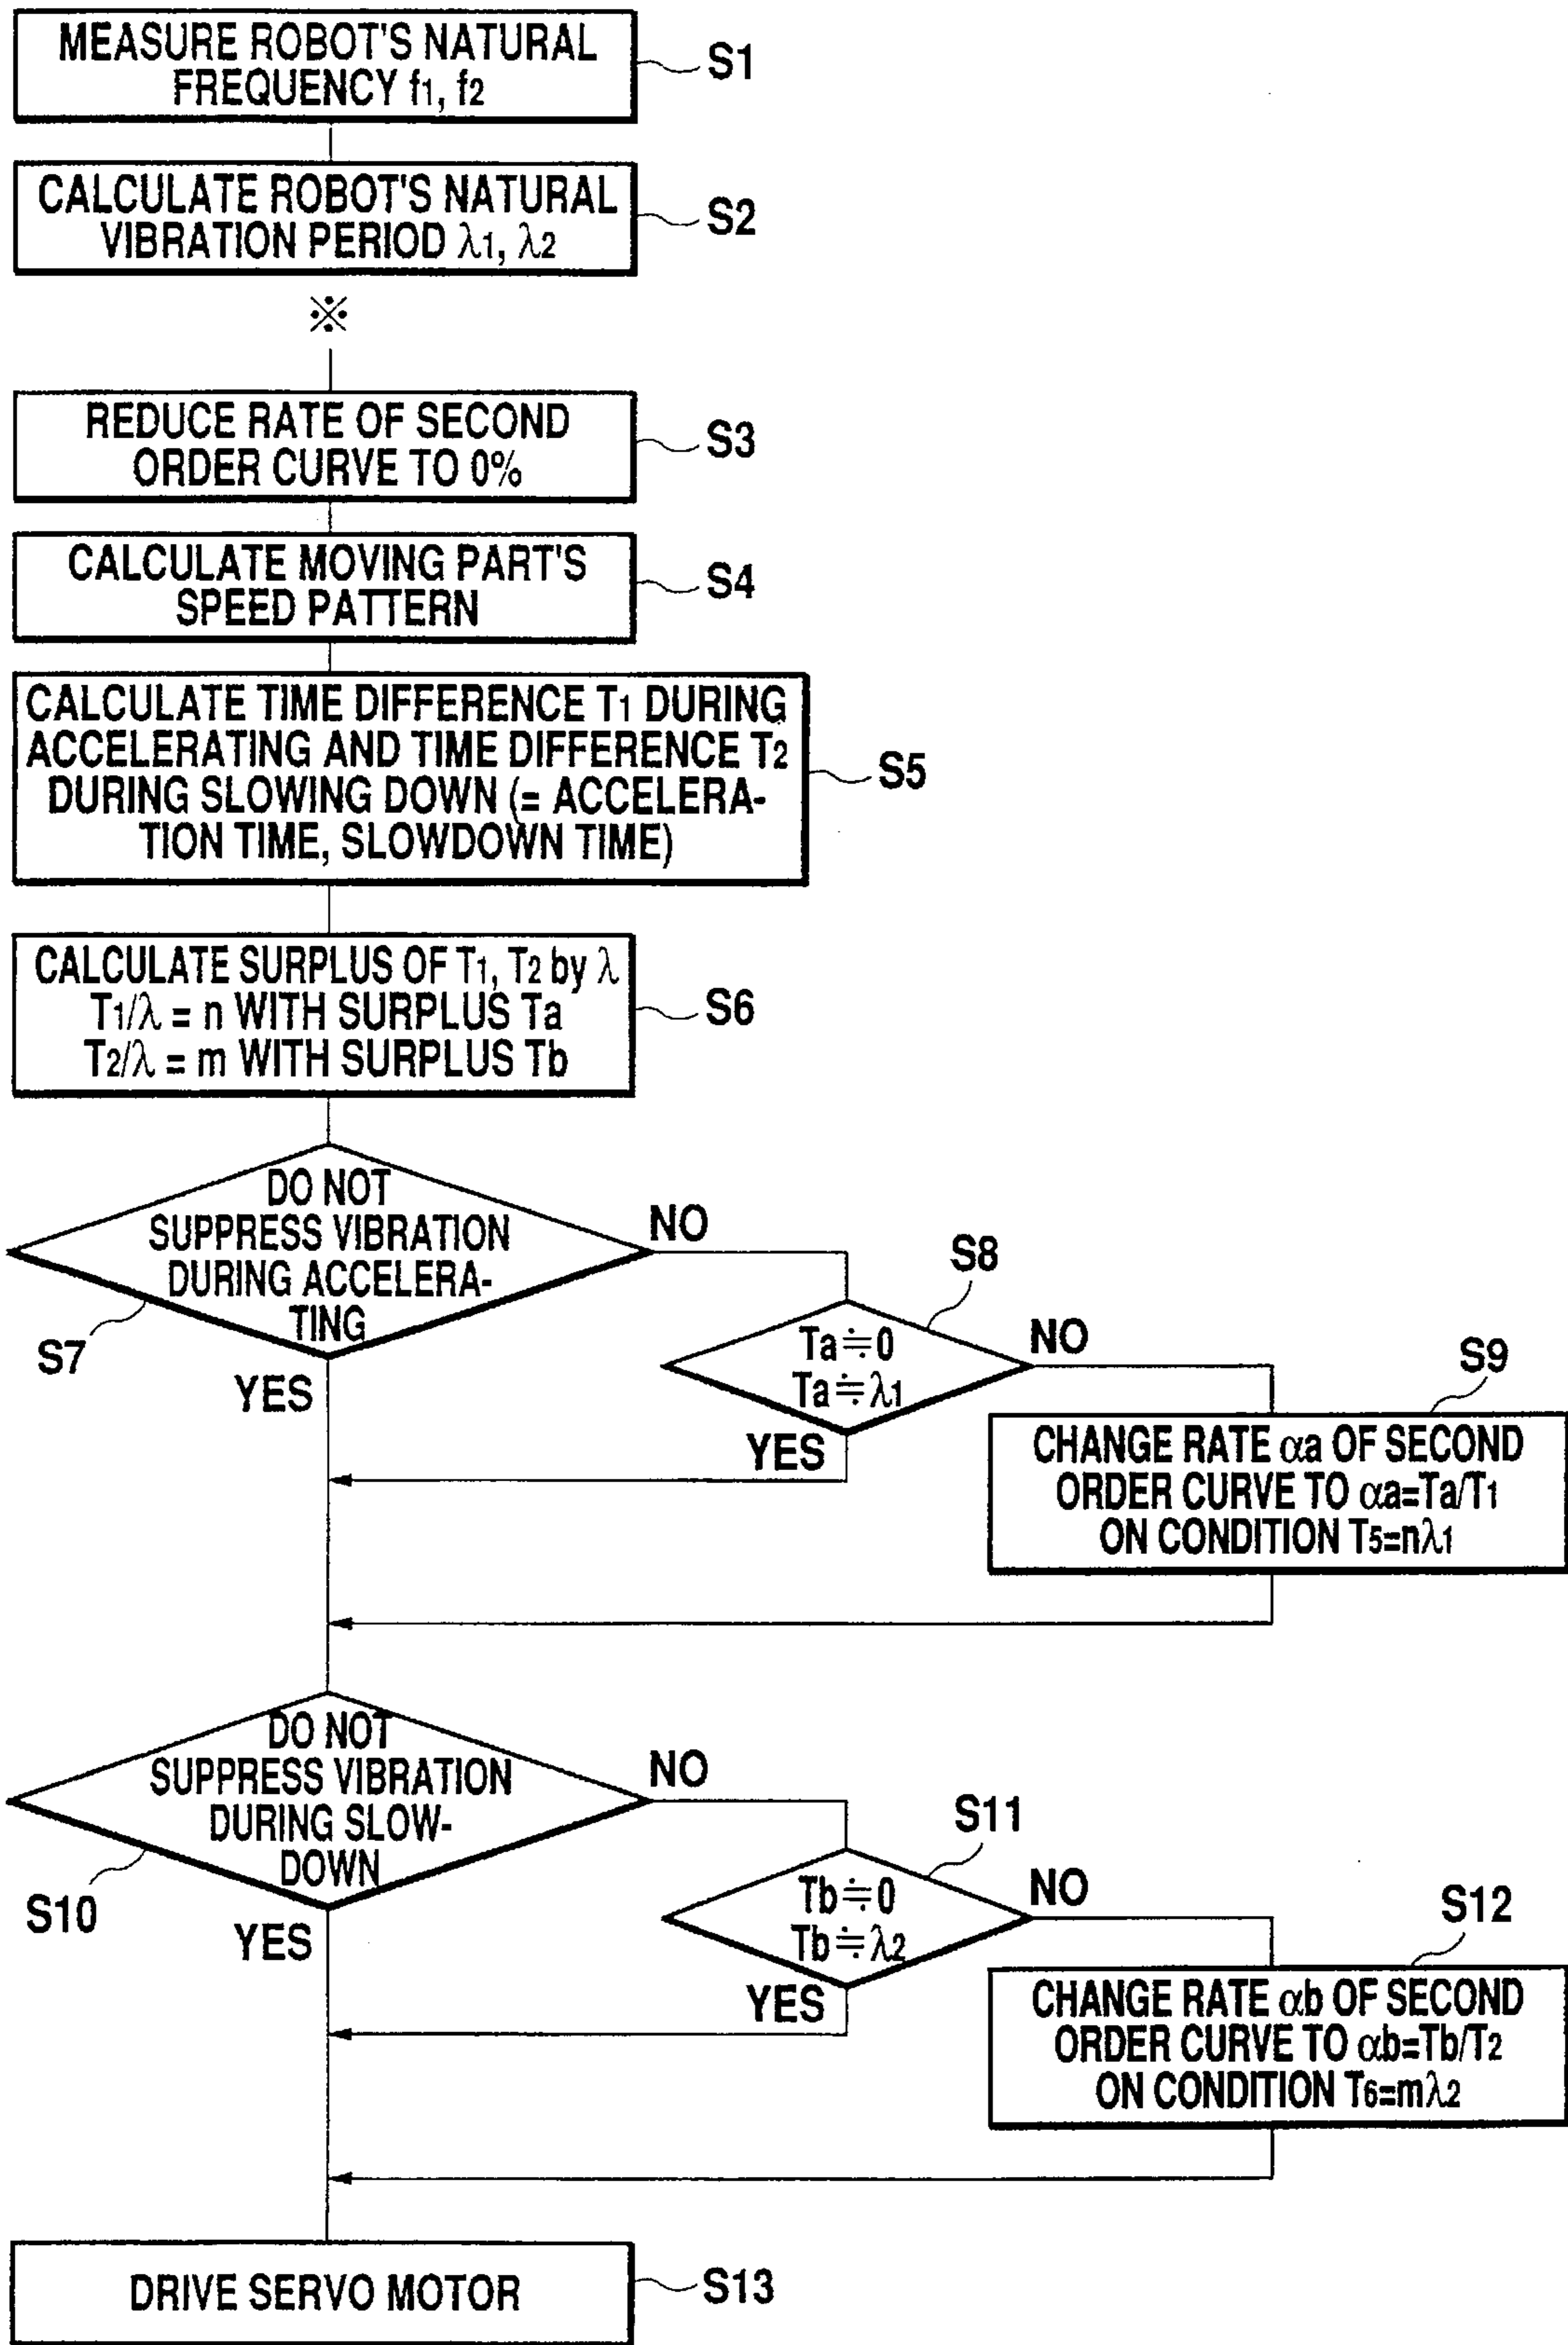 MEASURE ROBOT'S NATURAL
FREQUENCY f1, f2
S1
CALCULATE ROBOT'S NATURAL
VIBRATION PERIOD λ1, λ2
S2
※
REDUCE RATE OF SECOND
ORDER CURVE TO 0%
S3
CALCULATE MOVING PART'S
SPEED PATTERN
S4
CALCULATE TIME DIFFERENCE T1 DURING
ACCELERATING AND TIME DIFFERENCE T2
DURING SLOWING DOWN (= ACCELERA-
TION TIME, SLOWDOWN TIME)
S5
CALCULATE SURPLUS OF T1, T2 by λ
T1/λ = n WITH SURPLUS Ta
T2/λ = m WITH SURPLUS Tb
S6
DO NOT
SUPPRESS VIBRATION
DURING ACCELERA-
TING
S7
NO
YES
S8
Ta≒0
Ta≒λ1
NO
YES
S9
CHANGE RATE αa OF SECOND
ORDER CURVE TO αa=Ta/T1
ON CONDITION T5=nλ1
DO NOT
SUPPRESS VIBRATION
DURING SLOW-
DOWN
S10
NO
YES
S11
Tb≒0
Tb≒λ2
NO
YES
S12
CHANGE RATE αb OF SECOND
ORDER CURVE TO αb=Tb/T2
ON CONDITION T6=mλ2
DRIVE SERVO MOTOR
S13